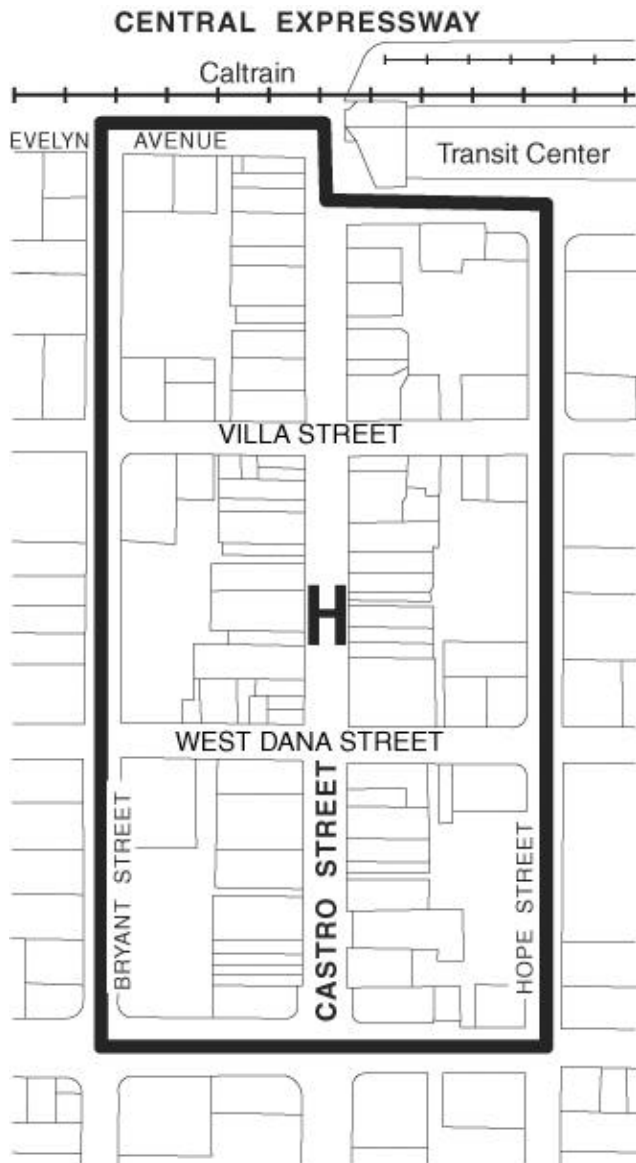 CENTRAL EXPRESSWAY
Caltrain
EVELYN AVENUE
Transit Center
VILLA STREET
H
WEST DANA STREET
BRYANT STREET
CASTRO STREET
HOPE STREET